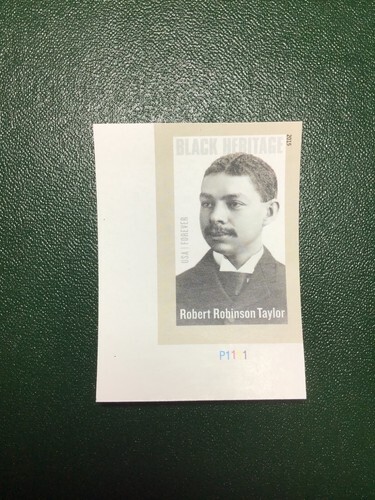 BLACK HERITAGE
2015
USA | FOREVER
Robert Robinson Taylor
P1111